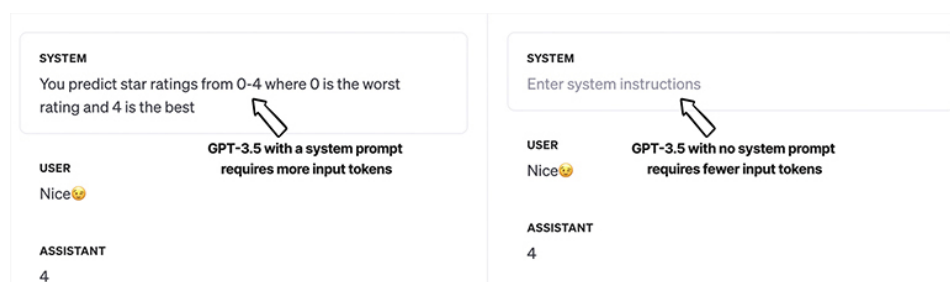 SYSTEM
You predict star ratings from 0-4 where 0 is the worst
rating and 4 is the best
GPT-3.5 with a system prompt
requires more input tokens
USER
Nice😉
ASSISTANT
4
SYSTEM
Enter system instructions
GPT-3.5 with no system prompt
requires fewer input tokens
USER
Nice😉
ASSISTANT
4